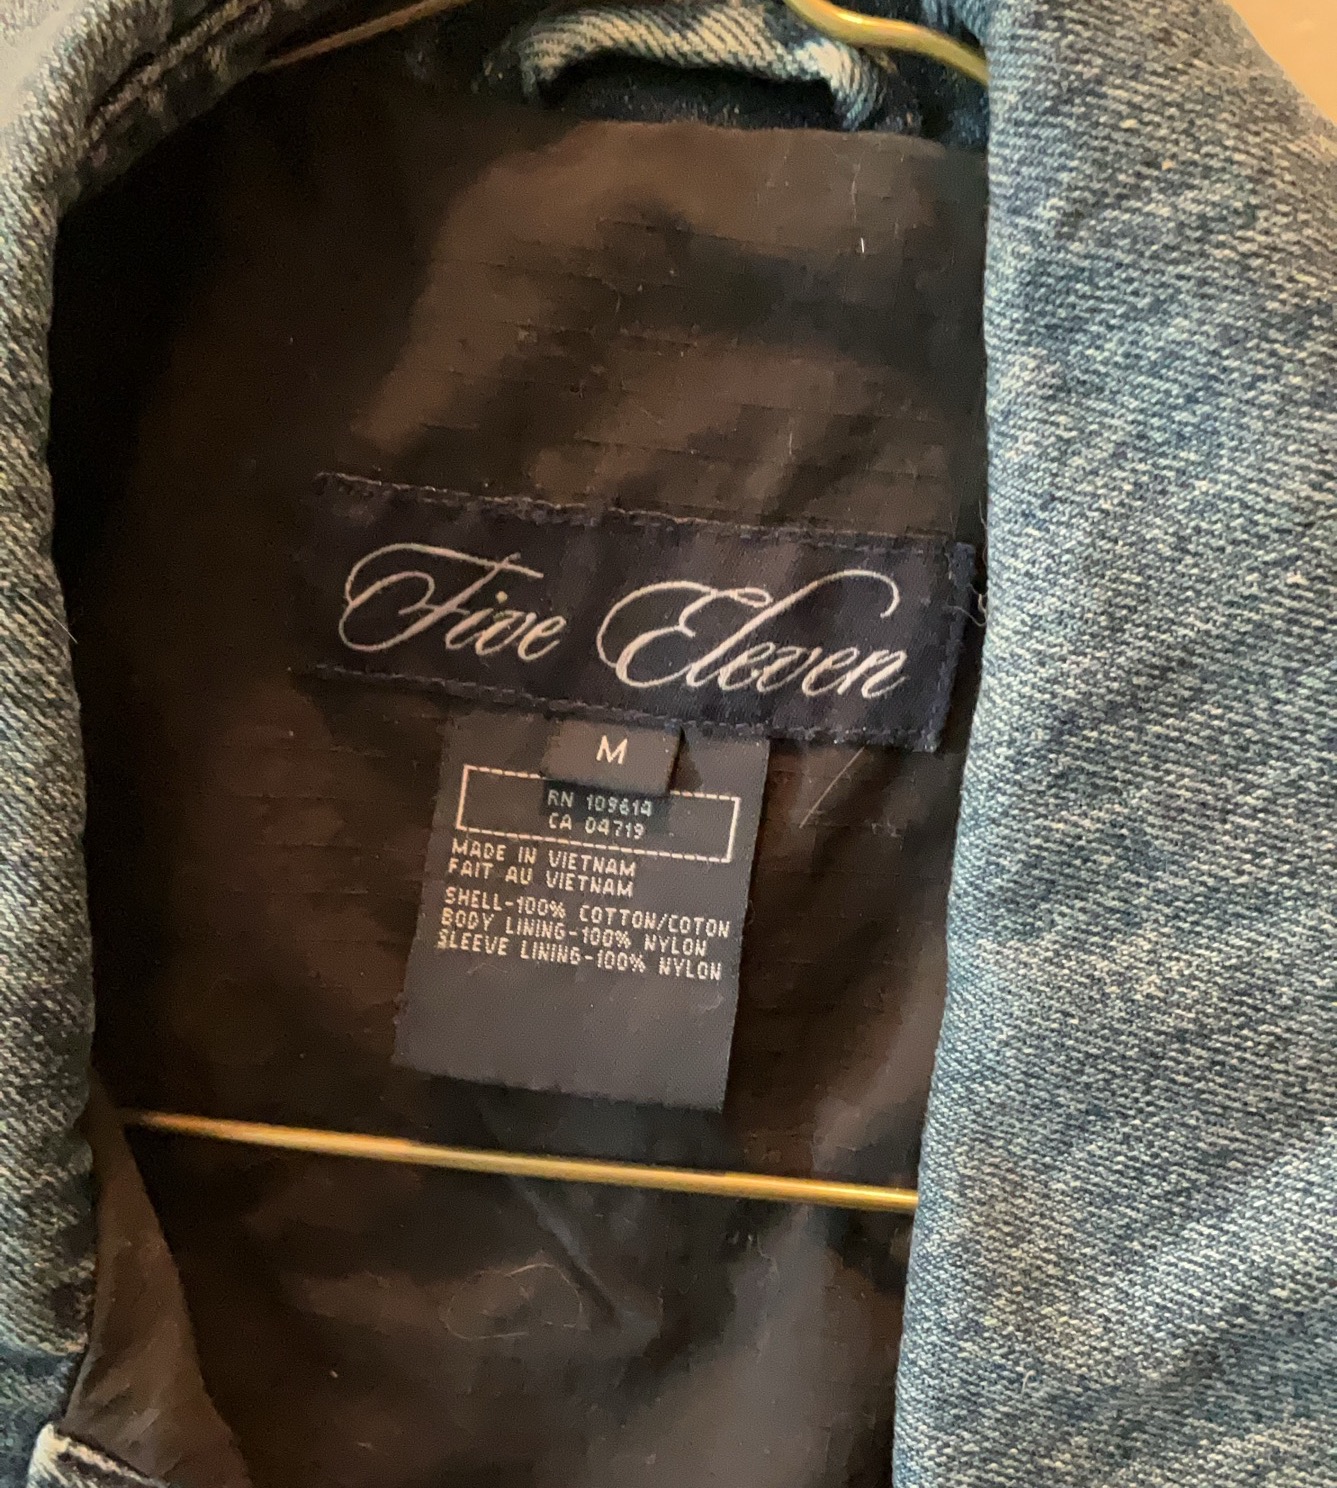 Five Eleven
M
RN 109614
CA 04719
MADE IN VIETNAM
FAIT AU VIETNAM
SHELL-100% COTTON/COTON
BODY LINING-100% NYLON
SLEEVE LINING-100% NYLON